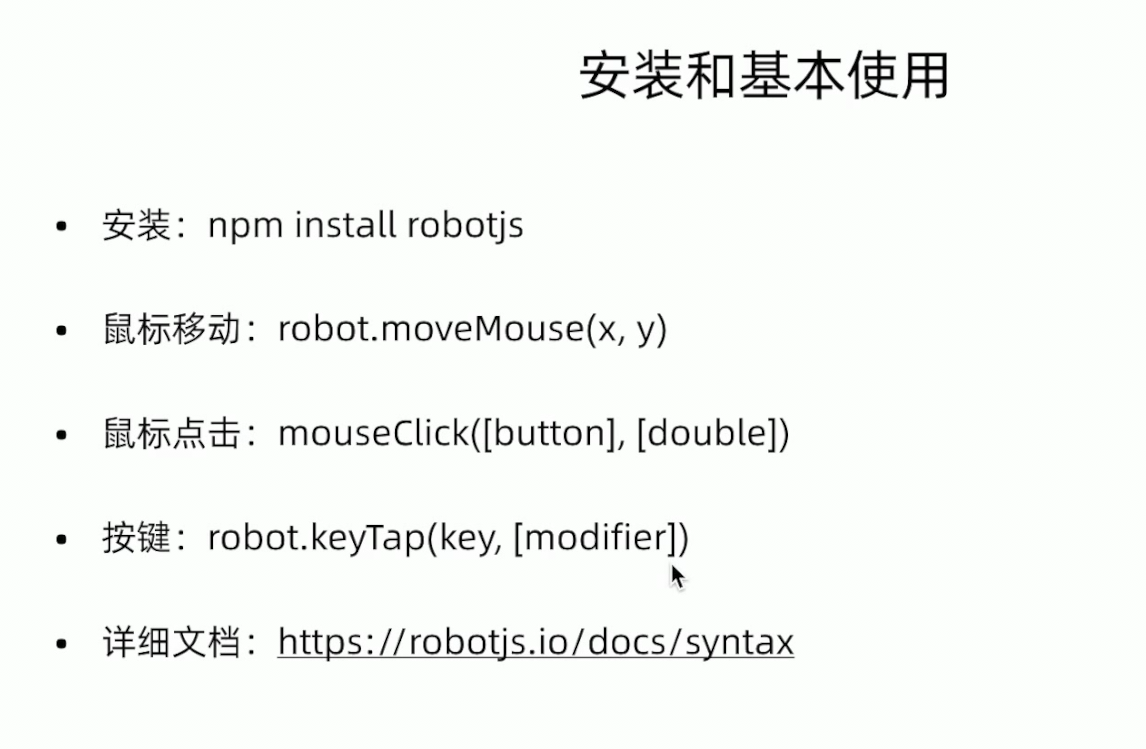 安装和基本使用
• 安装：npm install robotjs
• 鼠标移动：robot.moveMouse(x, y)
• 鼠标点击：mouseClick([button], [double])
• 按键：robot.keyTap(key, [modifier])
• 详细文档：https://robotjs.io/docs/syntax